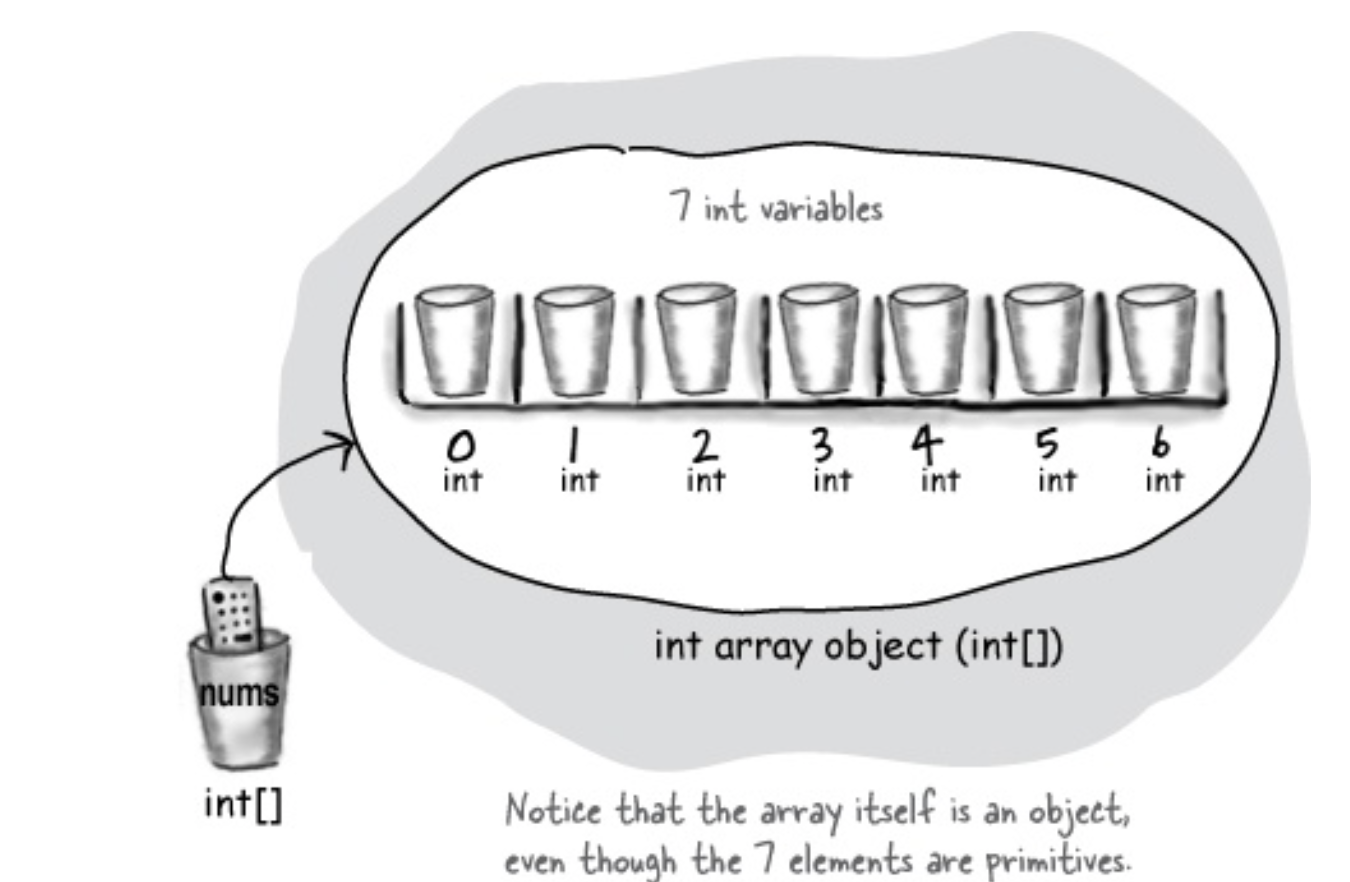 7 int variables
0 1 2 3 4 5 6
int int int int int int int
int array object (int[])
nums
int[]
Notice that the array itself is an object,
even though the 7 elements are primitives.